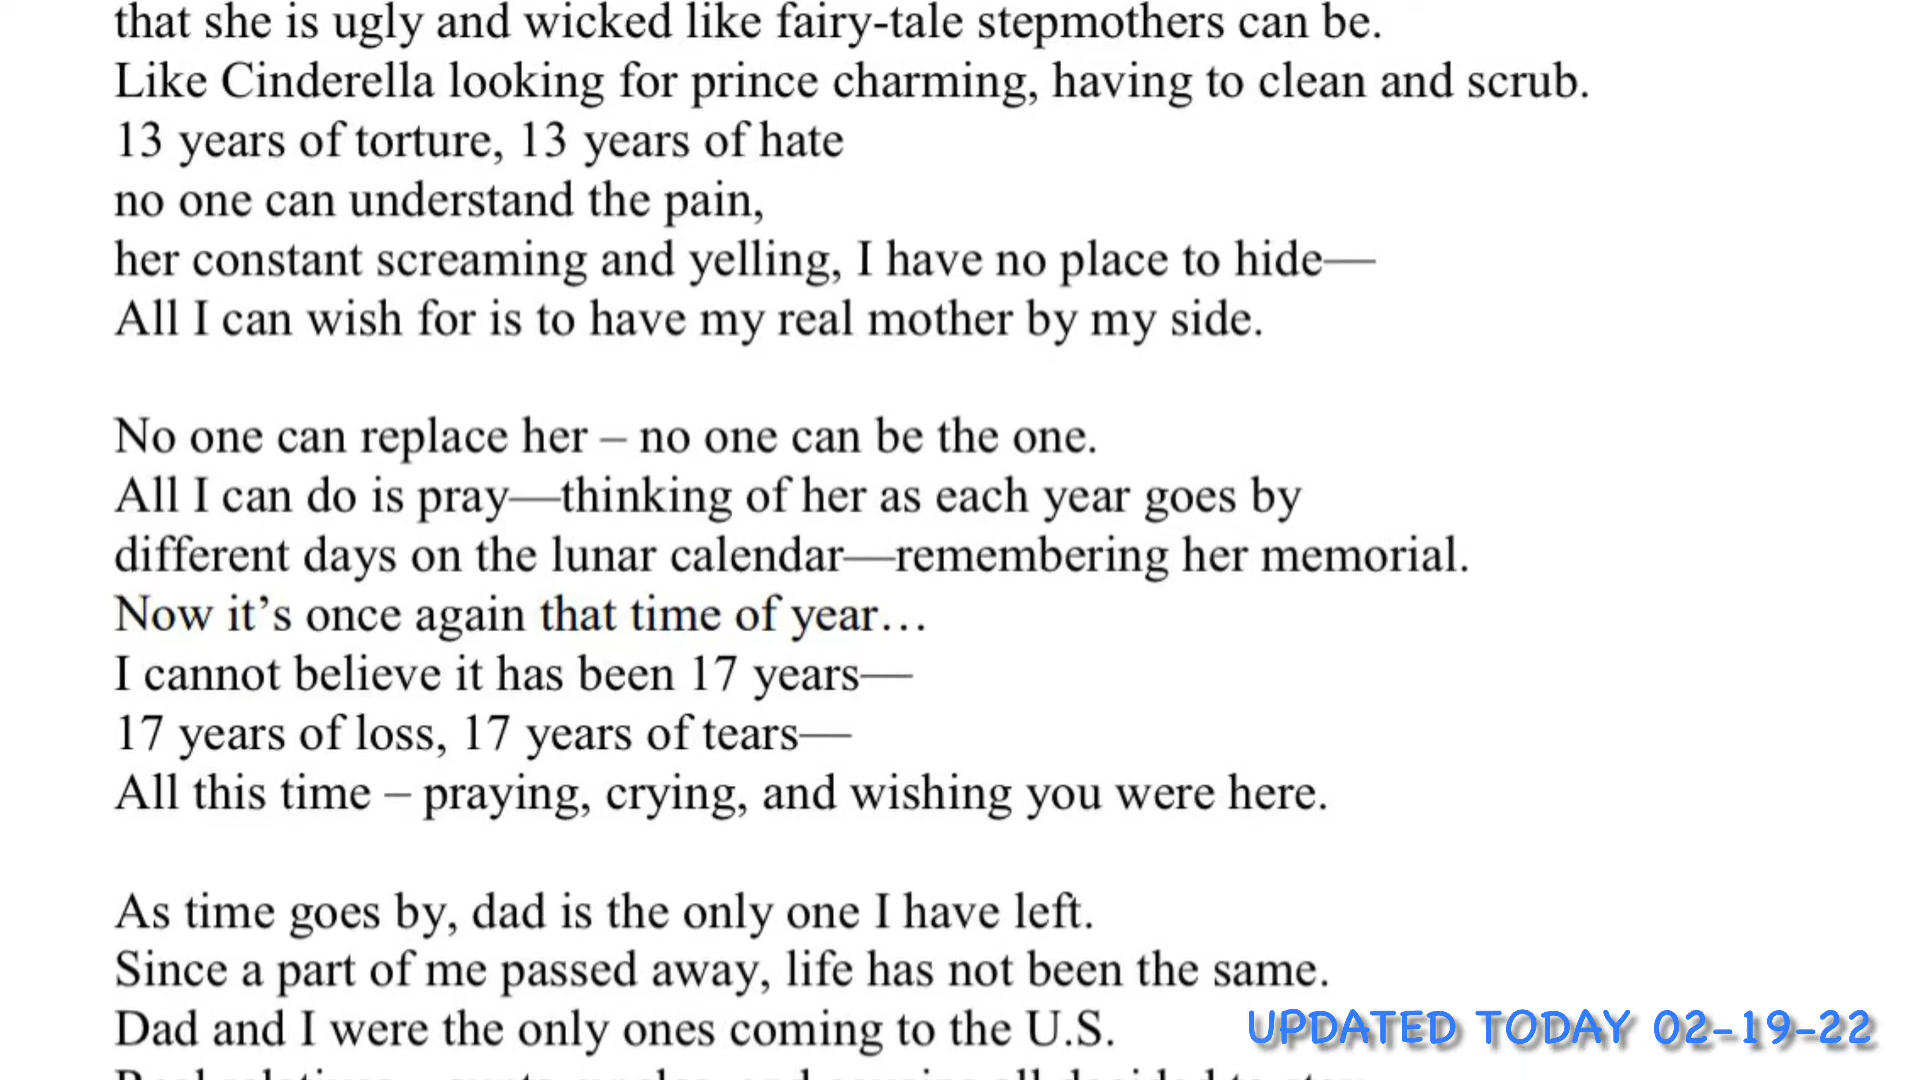 that she is ugly and wicked like fairy-tale stepmothers can be.
Like Cinderella looking for prince charming, having to clean and scrub.
13 years of torture, 13 years of hate
no one can understand the pain,
her constant screaming and yelling, I have no place to hide—
All I can wish for is to have my real mother by my side.
No one can replace her – no one can be the one.
All I can do is pray—thinking of her as each year goes by
different days on the lunar calendar—remembering her memorial.
Now it’s once again that time of year…
I cannot believe it has been 17 years—
17 years of loss, 17 years of tears—
All this time – praying, crying, and wishing you were here.
As time goes by, dad is the only one I have left.
Since a part of me passed away, life has not been the same.
Dad and I were the only ones coming to the U.S.
UPDATED TODAY 02-19-22